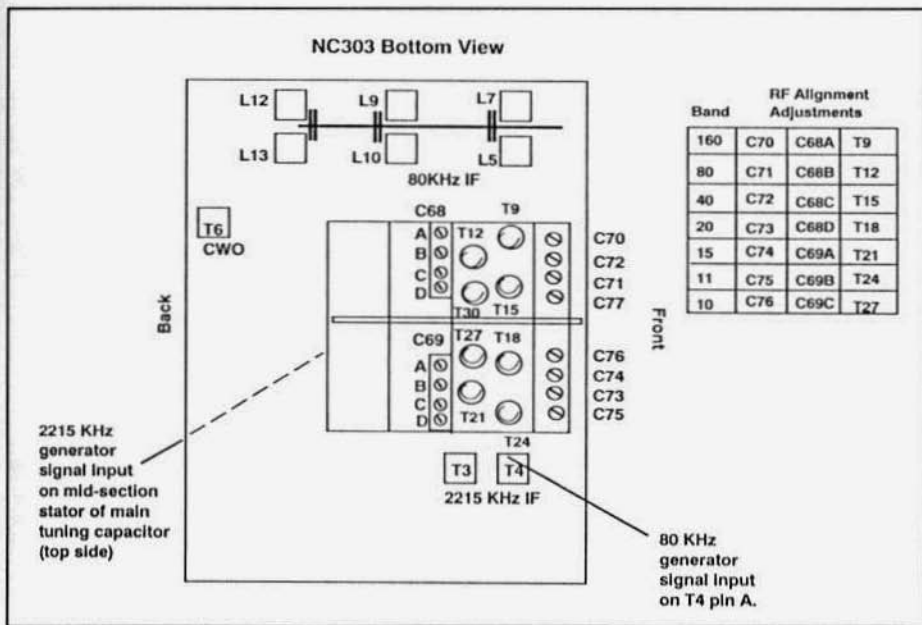 NC303 Bottom View
L12 L9 L7
L13 L10 L5
80KHz IF
T6
CWO
C68 T9
A T12 C70
B C72
C C71
D C77
T30 T15
C69 T27 T18
A C76
B C74
C C73
D T21 C75
T24
T3 T4
2215 KHz IF
Back
Front
2215 KHz
generator
signal input
on mid-section
stator of main
tuning capacitor
(top side)
80 KHz
generator
signal input
on T4 pin A.
RF Alignment
Band Adjustments
160 C70 C68A T9
80 C71 C68B T12
40 C72 C68C T15
20 C73 C68D T18
15 C74 C69A T21
11 C75 C69B T24
10 C76 C69C T27